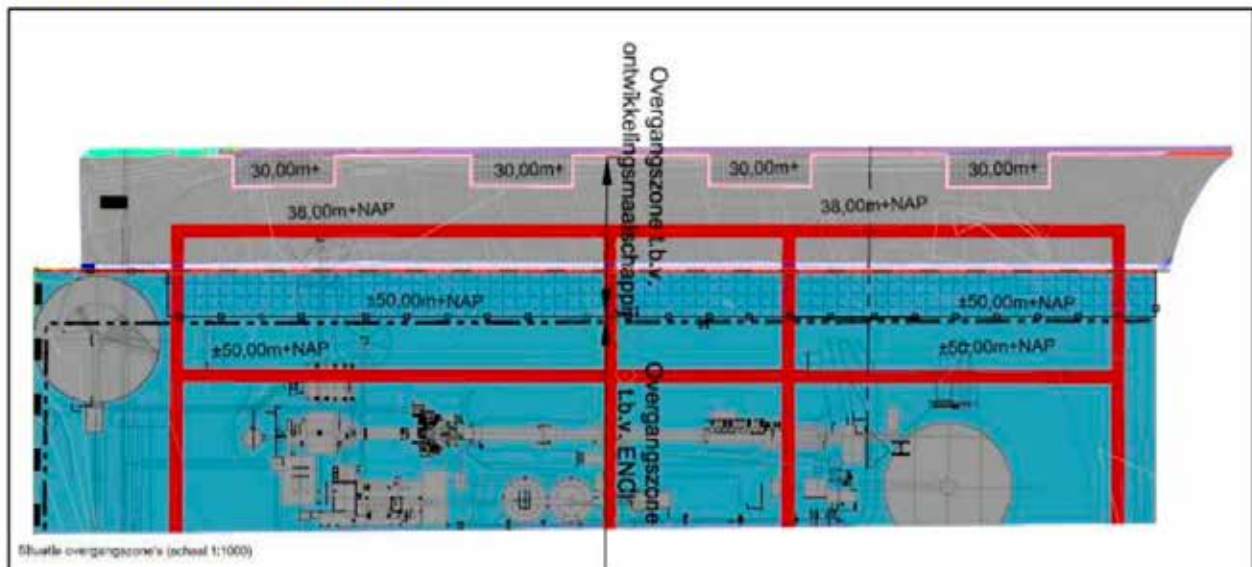 Overgangszone t.b.v.
ontwikkelingsmaatschappij
30,00m+
30,00m+
30,00m+
30,00m+
38,00m+NAP
38,00m+NAP
±50,00m+NAP
±50,00m+NAP
±50,00m+NAP
±50,00m+NAP
Overgangszone
t.b.v. ENCI
H
Situatie overgangszone's (schaal 1:1000)